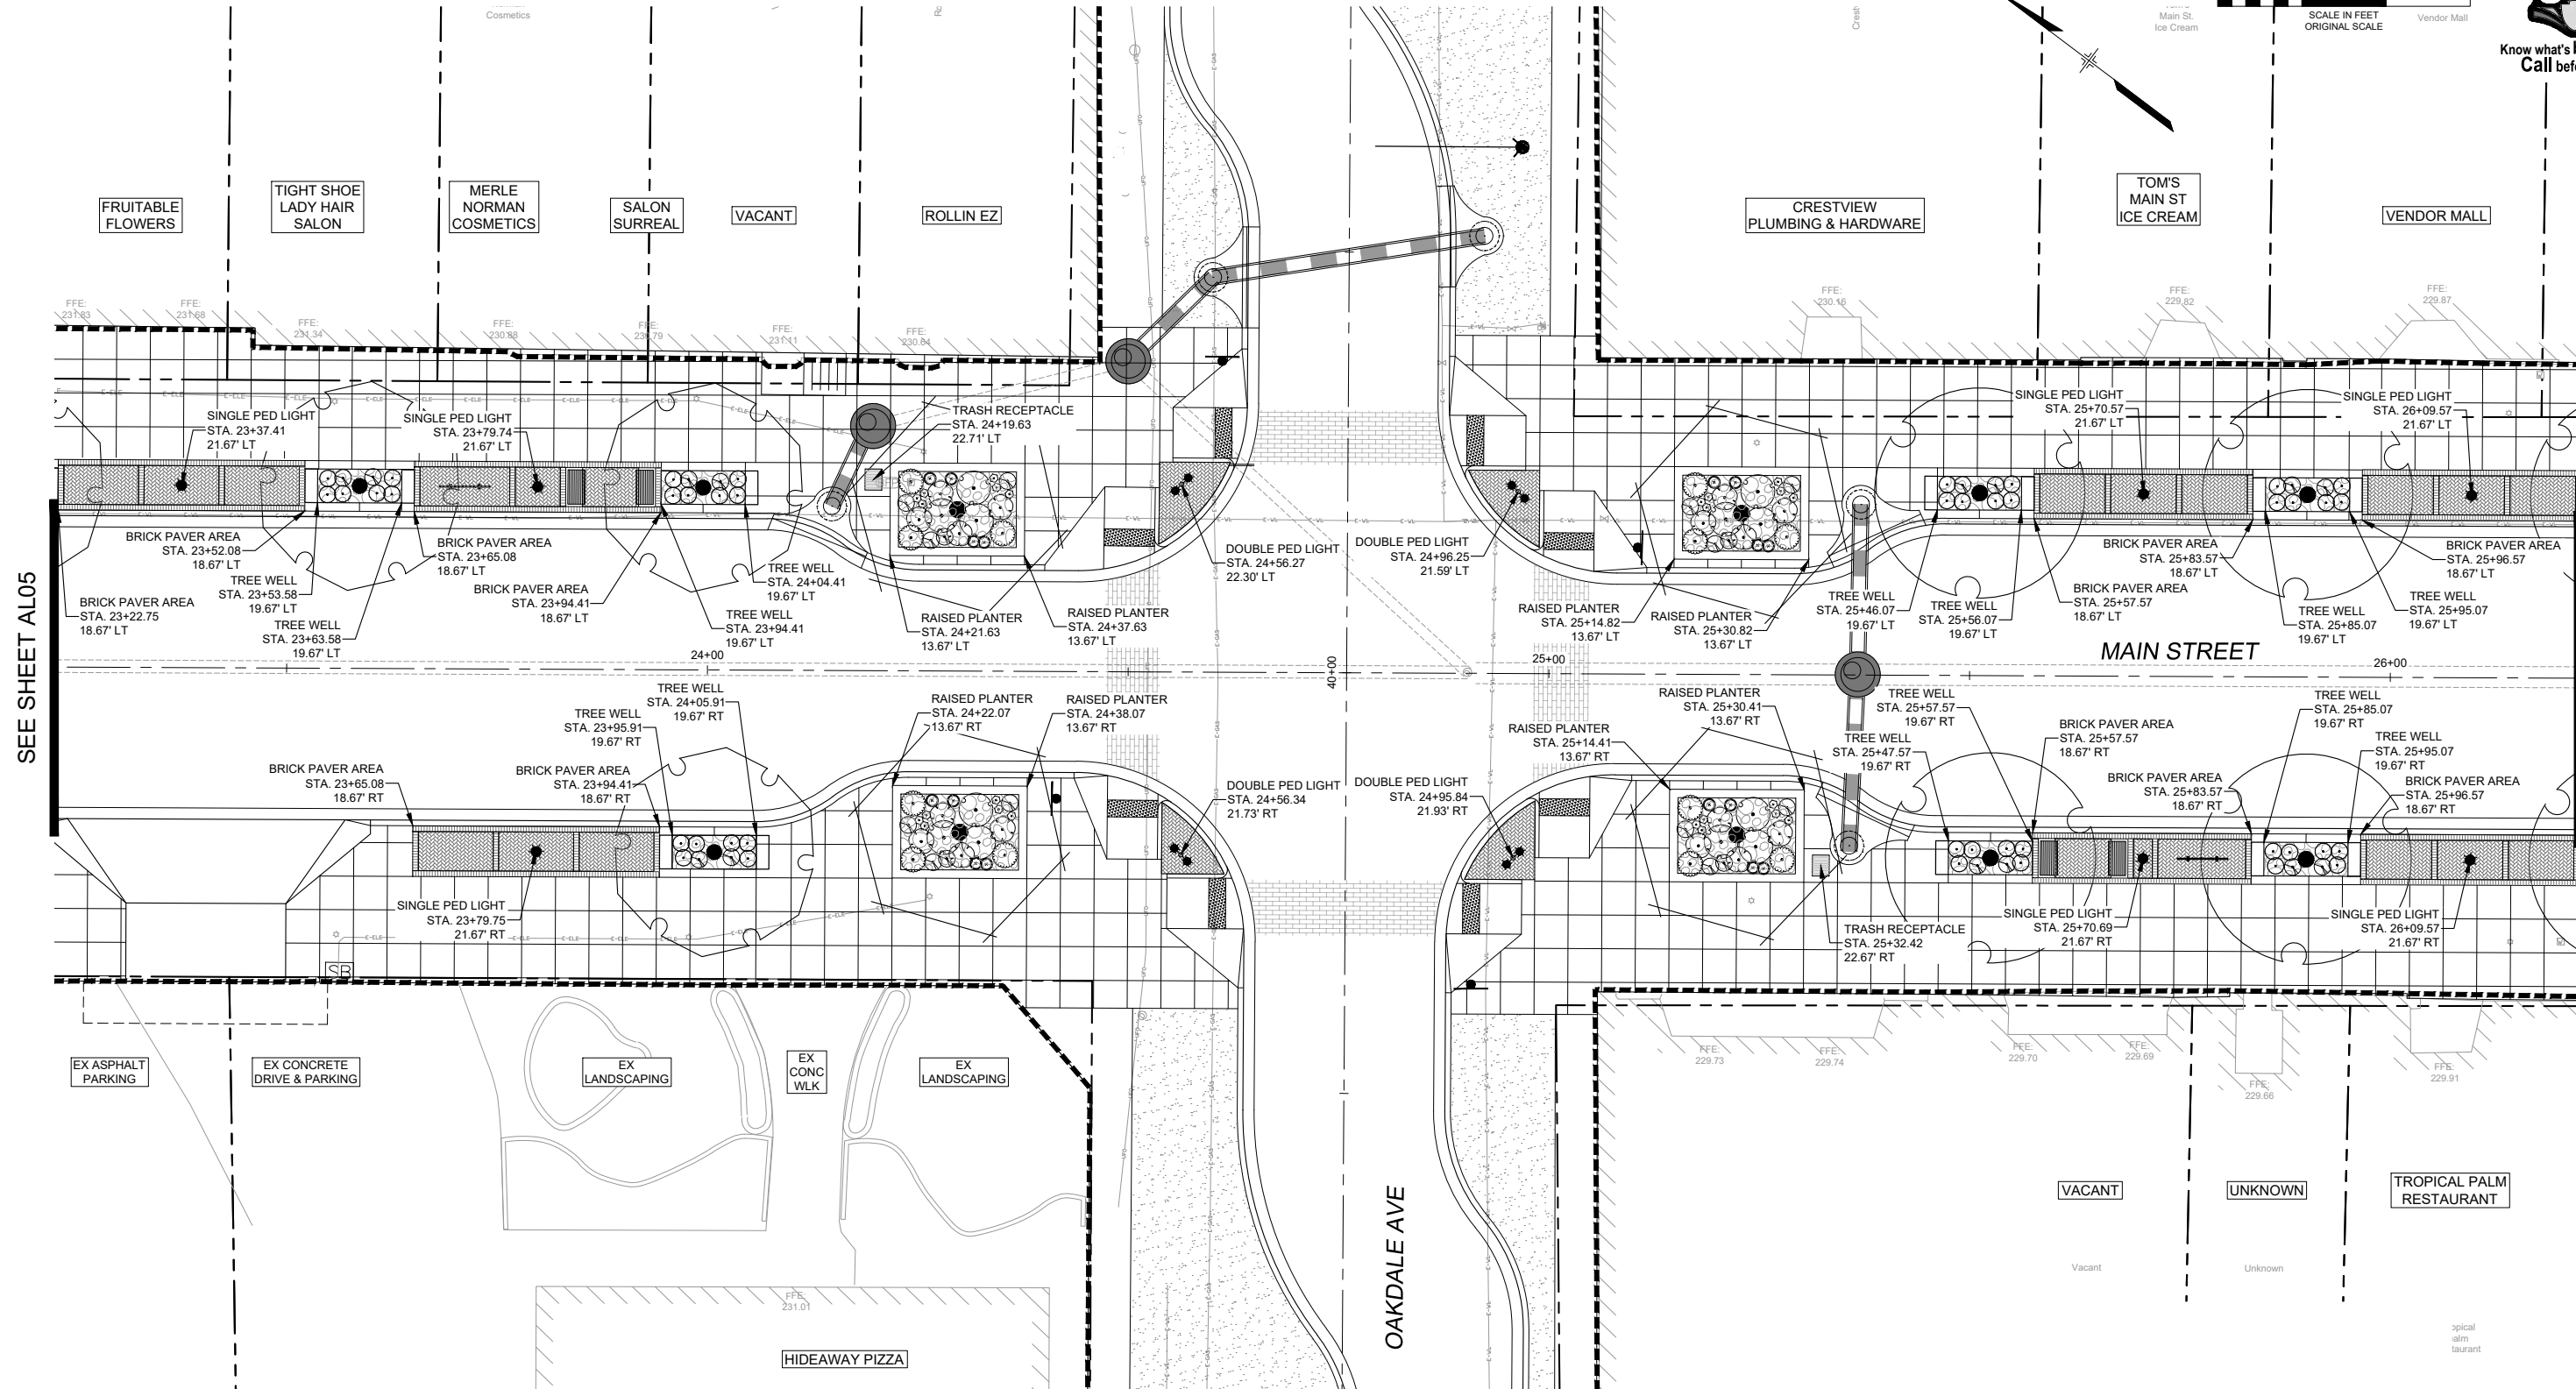 Cosmetics
Main St.
Ice Cream
SCALE IN FEET
ORIGINAL SCALE
Vendor Mall
Know what's
Call
FRUITABLE
FLOWERS
TIGHT SHOE
LADY HAIR
SALON
MERLE
NORMAN
COSMETICS
SALON
SURREAL
VACANT
ROLLIN EZ
CRESTVIEW
PLUMBING & HARDWARE
TOM'S
MAIN ST
ICE CREAM
VENDOR MALL
FFE:
231.83
FFE:
231.68
FFE:
231.34
FFE:
230.88
FFE:
230.79
FFE:
231.11
FFE:
230.64
FFE:
230.16
FFE:
229.82
FFE:
229.87
SINGLE PED LIGHT
STA. 23+37.41
21.67' LT
SINGLE PED LIGHT
STA. 23+79.74
21.67' LT
TRASH RECEPTACLE
STA. 24+19.63
22.71' LT
SINGLE PED LIGHT
STA. 25+70.57
21.67' LT
SINGLE PED LIGHT
STA. 26+09.57
21.67' LT
BRICK PAVER AREA
STA. 23+22.75
18.67' LT
BRICK PAVER AREA
STA. 23+52.08
18.67' LT
TREE WELL
STA. 23+53.58
19.67' LT
TREE WELL
STA. 23+63.58
19.67' LT
BRICK PAVER AREA
STA. 23+65.08
18.67' LT
BRICK PAVER AREA
STA. 23+94.41
18.67' LT
TREE WELL
STA. 23+94.41
19.67' LT
TREE WELL
STA. 24+04.41
19.67' LT
RAISED PLANTER
STA. 24+21.63
13.67' LT
RAISED PLANTER
STA. 24+37.63
13.67' LT
DOUBLE PED LIGHT
STA. 24+56.27
22.30' LT
DOUBLE PED LIGHT
STA. 24+96.25
21.59' LT
RAISED PLANTER
STA. 25+14.82
13.67' LT
RAISED PLANTER
STA. 25+30.82
13.67' LT
TREE WELL
STA. 25+46.07
19.67' LT
TREE WELL
STA. 25+56.07
19.67' LT
BRICK PAVER AREA
STA. 25+57.57
18.67' LT
BRICK PAVER AREA
STA. 25+83.57
18.67' LT
TREE WELL
STA. 25+85.07
19.67' LT
TREE WELL
STA. 25+95.07
19.67' LT
BRICK PAVER AREA
STA. 25+96.57
18.67' LT
SEE SHEET AL05
24+00
40+00
25+00
MAIN STREET
26+00
BRICK PAVER AREA
STA. 23+65.08
18.67' RT
BRICK PAVER AREA
STA. 23+94.41
18.67' RT
TREE WELL
STA. 23+95.91
19.67' RT
TREE WELL
STA. 24+05.91
19.67' RT
RAISED PLANTER
STA. 24+22.07
13.67' RT
RAISED PLANTER
STA. 24+38.07
13.67' RT
DOUBLE PED LIGHT
STA. 24+56.34
21.73' RT
DOUBLE PED LIGHT
STA. 24+95.84
21.93' RT
RAISED PLANTER
STA. 25+14.41
13.67' RT
RAISED PLANTER
STA. 25+30.41
13.67' RT
TREE WELL
STA. 25+47.57
19.67' RT
TREE WELL
STA. 25+57.57
19.67' RT
BRICK PAVER AREA
STA. 25+57.57
18.67' RT
BRICK PAVER AREA
STA. 25+83.57
18.67' RT
TREE WELL
STA. 25+85.07
19.67' RT
TREE WELL
STA. 25+95.07
19.67' RT
BRICK PAVER AREA
STA. 25+96.57
18.67' RT
SINGLE PED LIGHT
STA. 23+79.75
21.67' RT
TRASH RECEPTACLE
STA. 25+32.42
22.67' RT
SINGLE PED LIGHT
STA. 25+70.69
21.67' RT
SINGLE PED LIGHT
STA. 26+09.57
21.67' RT
SB
EX ASPHALT
PARKING
EX CONCRETE
DRIVE & PARKING
EX
LANDSCAPING
EX
CONC
WLK
EX
LANDSCAPING
FFE:
229.73
FFE:
229.74
FFE:
229.70
FFE:
229.69
FFE:
229.66
FFE:
229.91
OAKDALE AVE
VACANT
UNKNOWN
TROPICAL PALM
RESTAURANT
Vacant
Unknown
FFE:
231.01
HIDEAWAY PIZZA